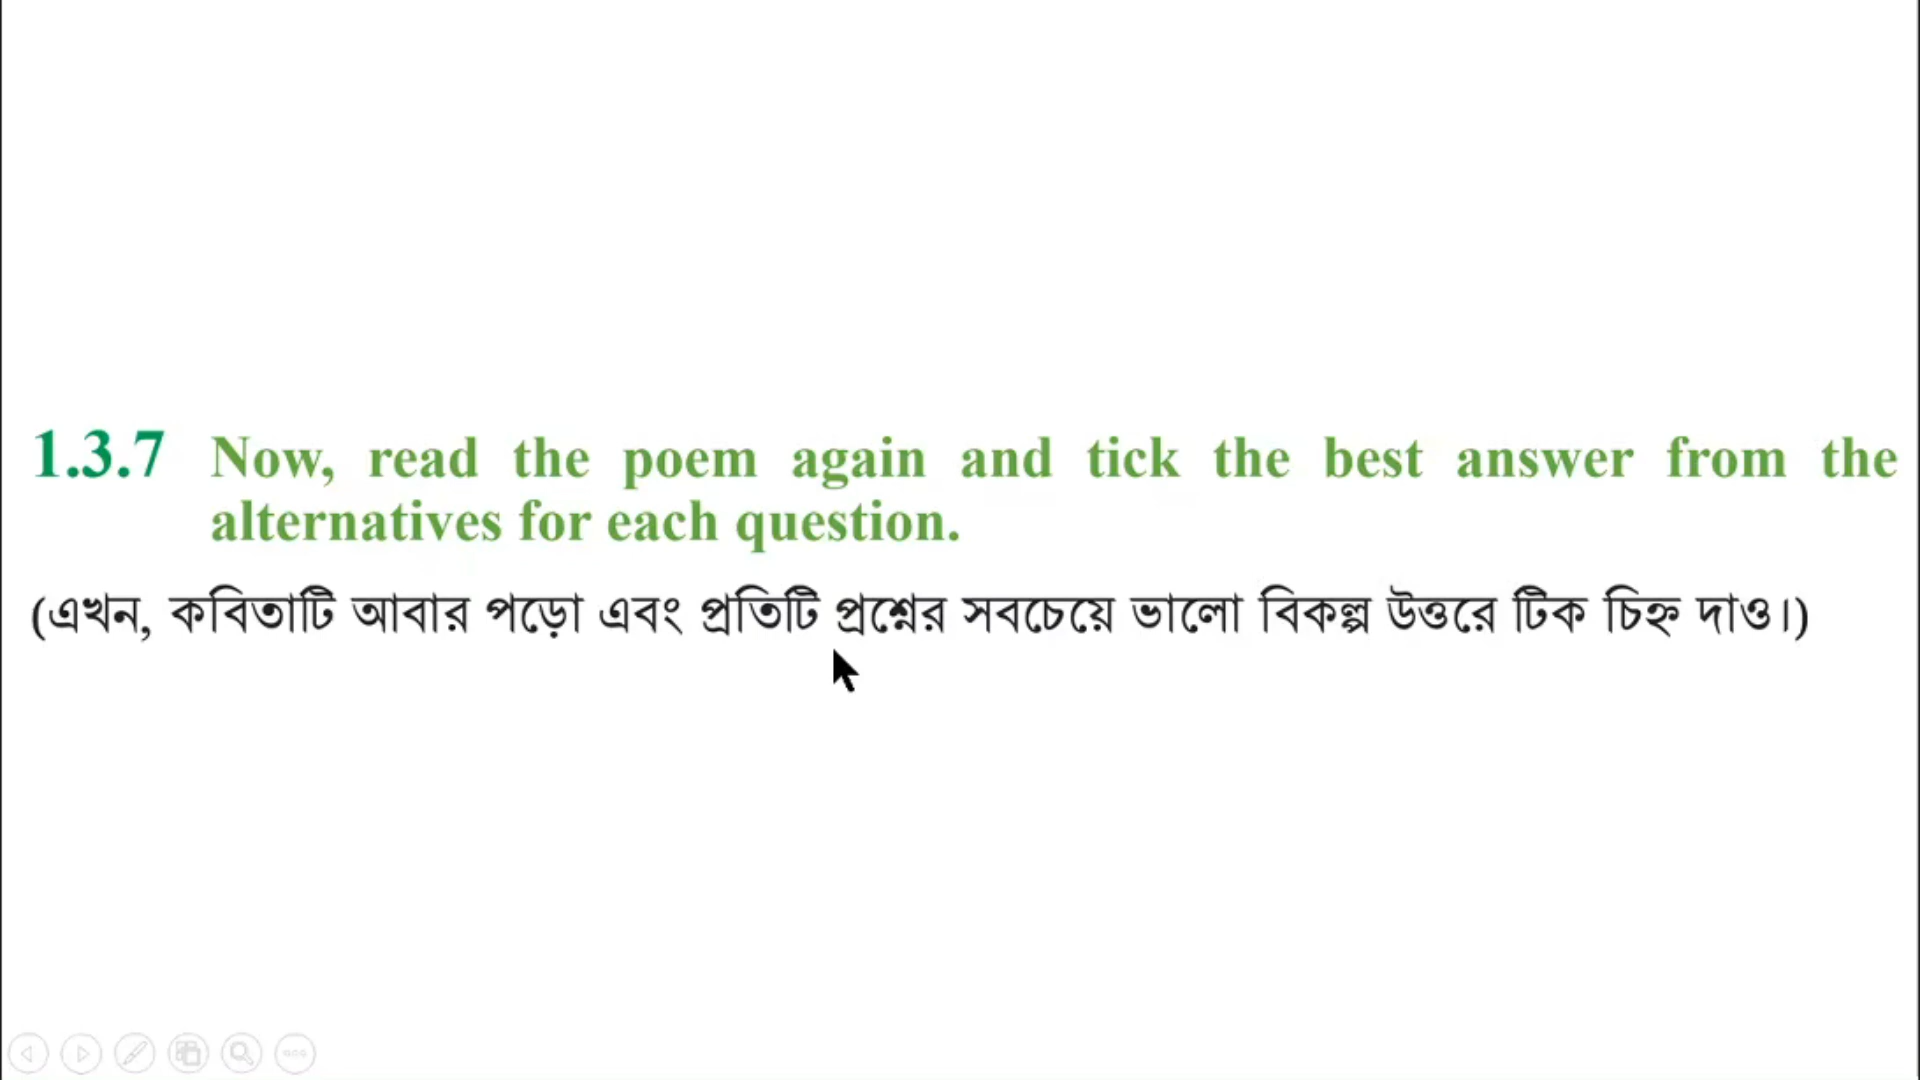 1.3.7 Now, read the poem again and tick the best answer from the
alternatives for each question.
(এখন, কবিতাটি আবার পড়ো এবং প্রতিটি প্রশ্নের সবচেয়ে ভালো বিকল্প উত্তরে টিক চিহ্ন দাও।)